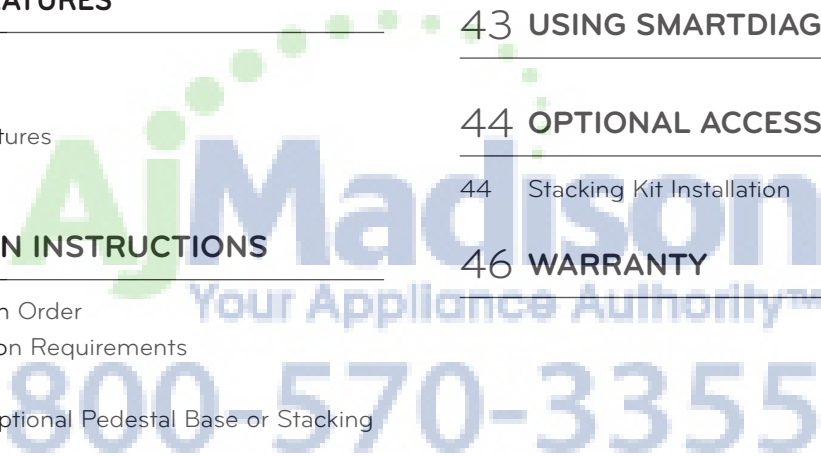 ATURES
tures
N INSTRUCTIONS
n Order
on Requirements
ptional Pedestal Base or Stacking
43 USING SMARTDIAG
44 OPTIONAL ACCESS
44 Stacking Kit Installation
46 WARRANTY
AjMadison
Your Appliance Authority™
800-570-3355